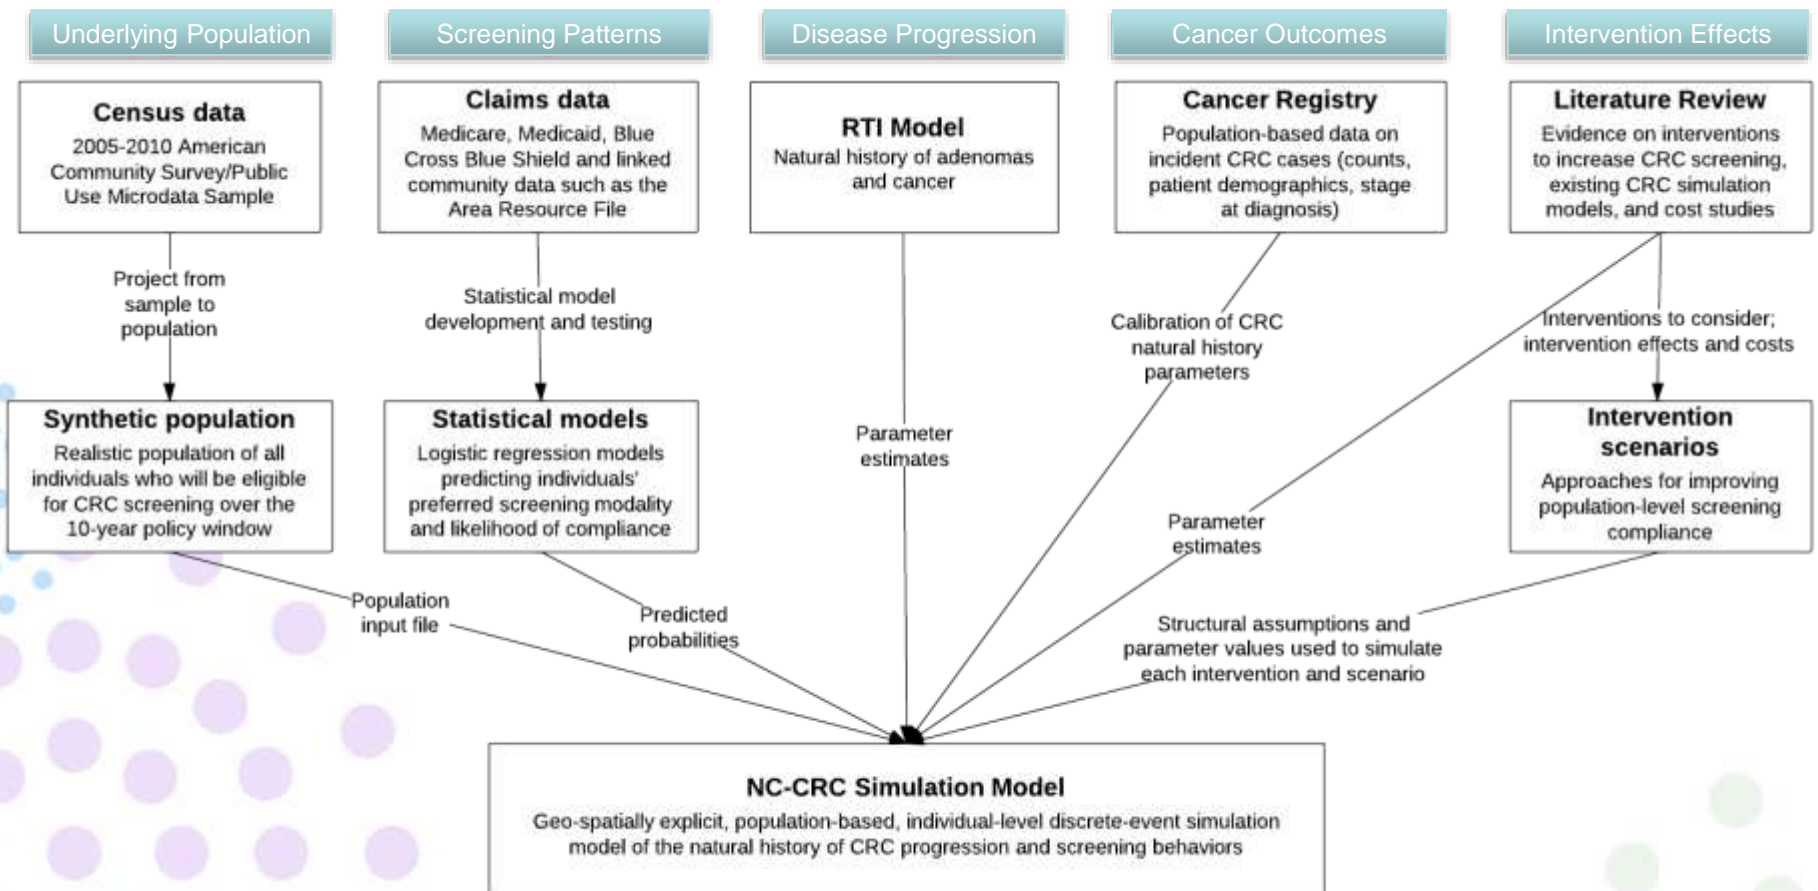 Underlying Population
Screening Patterns
Disease Progression
Cancer Outcomes
Intervention Effects
Census data
2005-2010 American
Community Survey/Public
Use Microdata Sample
Claims data
Medicare, Medicaid, Blue
Cross Blue Shield and linked
community data such as the
Area Resource File
RTI Model
Natural history of adenomas
and cancer
Cancer Registry
Population-based data on
incident CRC cases (counts,
patient demographics, stage
at diagnosis)
Literature Review
Evidence on interventions
to increase CRC screening,
existing CRC simulation
models, and cost studies
Project from
sample to
population
Statistical model
development and testing
Parameter
estimates
Calibration of CRC
natural history
parameters
Parameter
estimates
Interventions to consider;
intervention effects and costs
Synthetic population
Realistic population of all
individuals who will be eligible
for CRC screening over the
10-year policy window
Statistical models
Logistic regression models
predicting individuals'
preferred screening modality
and likelihood of compliance
Intervention
scenarios
Approaches for improving
population-level screening
compliance
Population
input file
Predicted
probabilities
Structural assumptions and
parameter values used to simulate
each intervention and scenario
NC-CRC Simulation Model
Geo-spatially explicit, population-based, individual-level discrete-event simulation
model of the natural history of CRC progression and screening behaviors